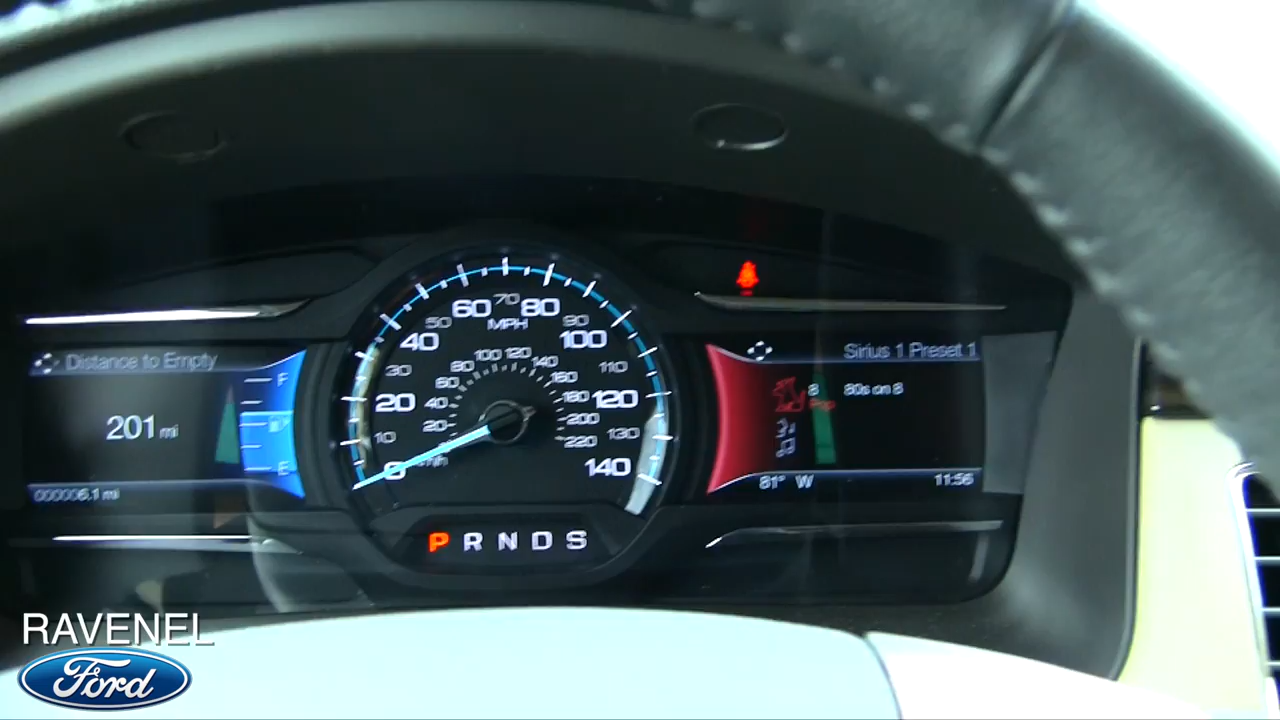 Distance to Empty
201 mi
F
E
000006.1 mi
0 10 20 30 40 50 60 70 80 90 100 110 120 130 140
MPH
20 40 60 80 100 120 140 160 180 200 220
km/h
P R N D S
Sirius 1 Preset 1
8 80s on 8
Pop
81° W 11:56
RAVENEL
Ford